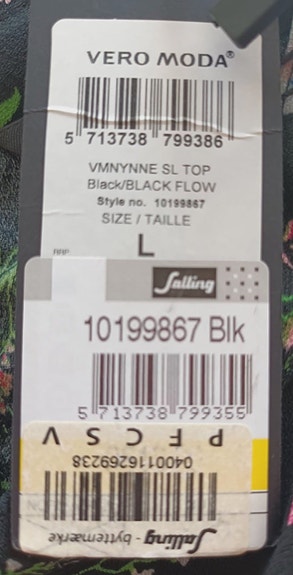 VERO MODA®
5 713738 799386
VMNYNNE SL TOP
Black/BLACK FLOW
Style no. 10199867
SIZE / TAILLE
L
RRP
Salling
10199867 Blk
5 713738 799355
P F C S V
0400116269238
Salling - byttemærke